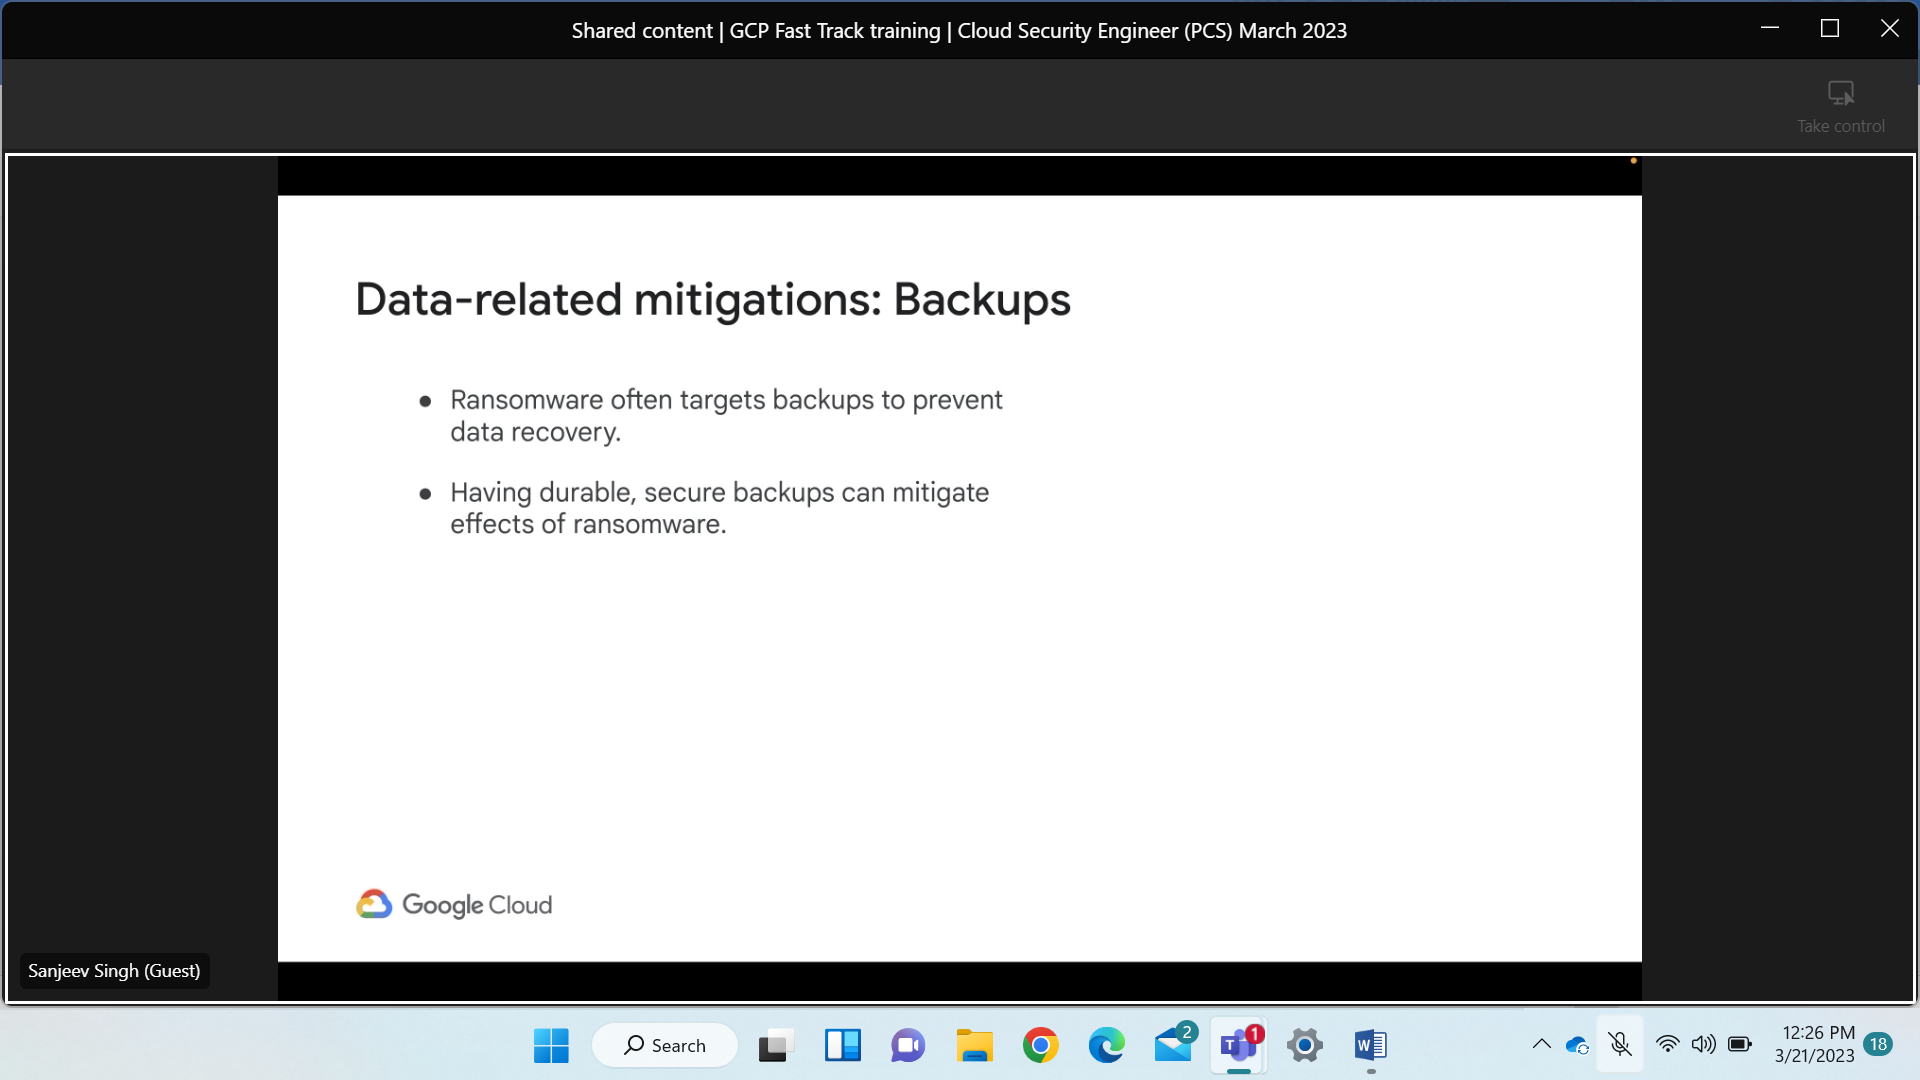 Shared content | GCP Fast Track training | Cloud Security Engineer (PCS) March 2023
Take control
Data-related mitigations: Backups
● Ransomware often targets backups to prevent
data recovery.
● Having durable, secure backups can mitigate
effects of ransomware.
Google Cloud
Sanjeev Singh (Guest)
Search
2
T
1
W
12:26 PM
3/21/2023
18